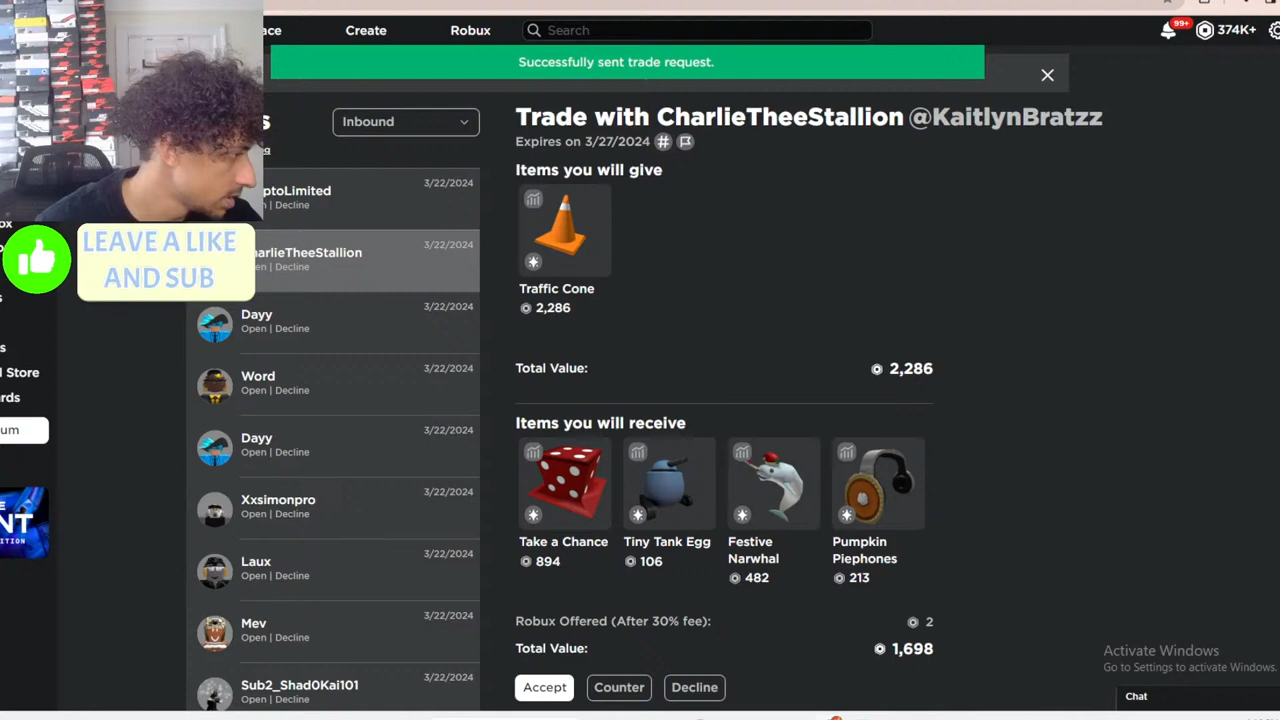 ace
Create
Robux
Search
99+
374K+
Successfully sent trade request.
s
Inbound
Trade with CharlieTheeStallion @KaitlynBratzz
Expires on 3/27/2024 #
ptoLimited
3/22/2024
Decline
harlieTheeStallion
3/22/2024
en | Decline
LEAVE A LIKE
AND SUB
Dayy
3/22/2024
Open | Decline
Word
3/22/2024
Open | Decline
Dayy
3/22/2024
Open | Decline
Xxsimonpro
3/22/2024
Open | Decline
Laux
3/22/2024
Open | Decline
Mev
3/22/2024
Open | Decline
Sub2_Shad0Kai101
3/22/2024
Open | Decline
ox
s
s
l Store
rds
um
NT
ITION
Items you will give
Traffic Cone
2,286
Total Value:
2,286
Items you will receive
Take a Chance
894
Tiny Tank Egg
106
Festive
Narwhal
482
Pumpkin
Piephones
213
Robux Offered (After 30% fee):
2
Total Value:
1,698
Accept
Counter
Decline
Activate Windows
Go to Settings to activate Windows.
Chat